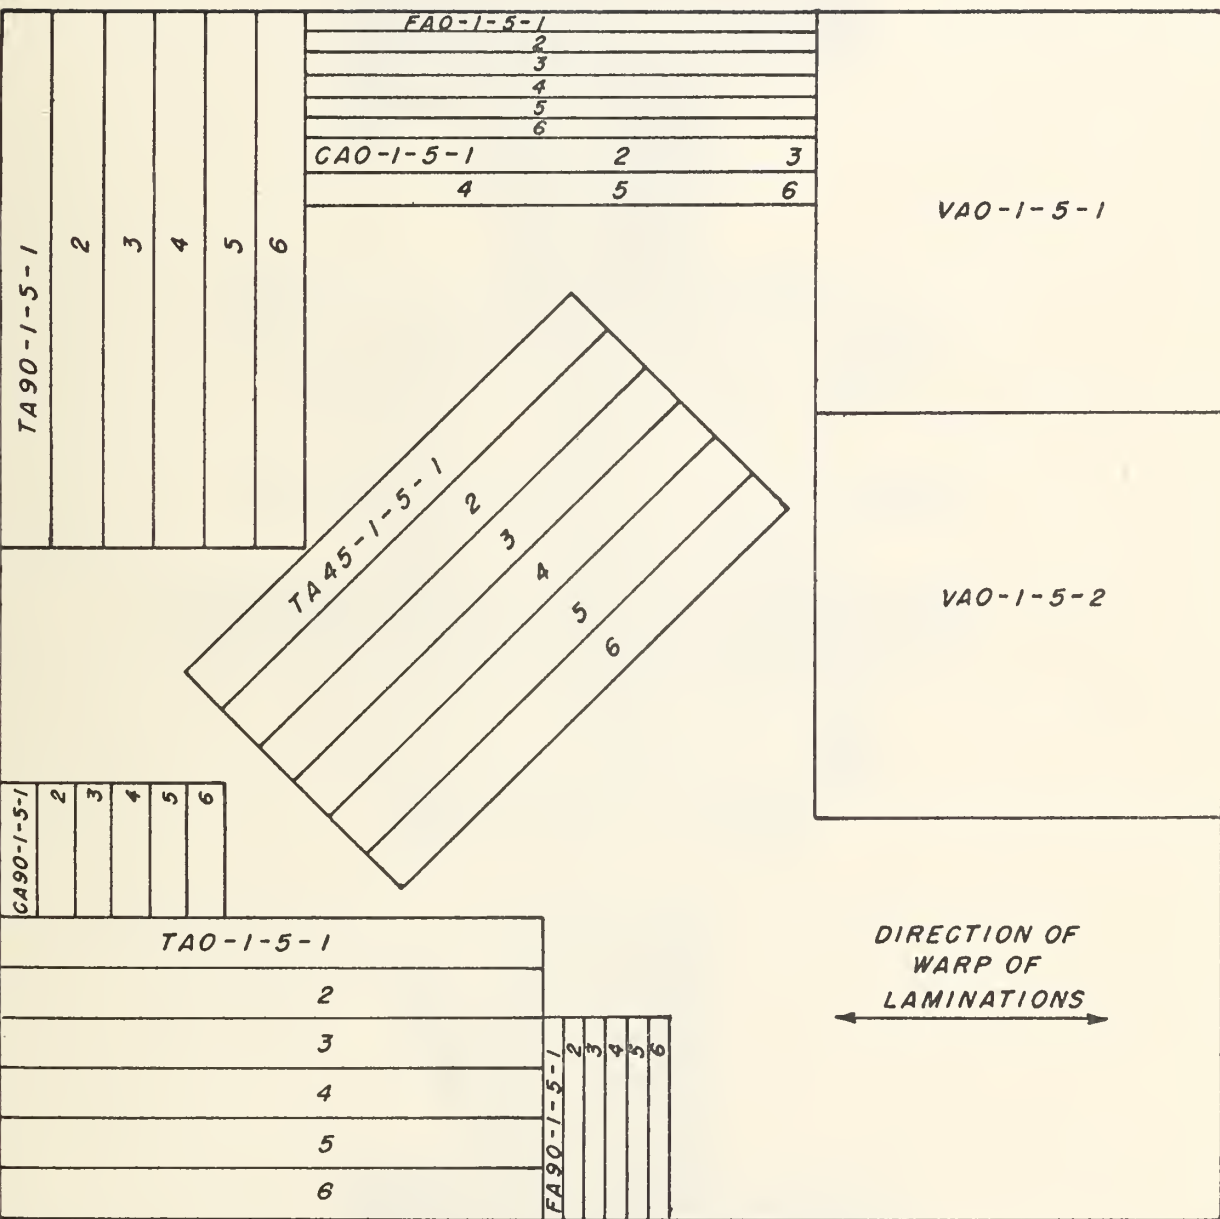 FAO-1-5-1
2
3
4
5
6
CAO-1-5-1 2 3
4 5 6
TA90-1-5-1 2 3 4 5 6
VAO-1-5-1
TA45-1-5-1
2
3
4
5
6
VAO-1-5-2
CA90-1-5-1 2 3 4 5 6
TAO-1-5-1
2
3
4
5
6
FA90-1-5-1 2 3 4 5 6
DIRECTION OF
WARP OF
LAMINATIONS